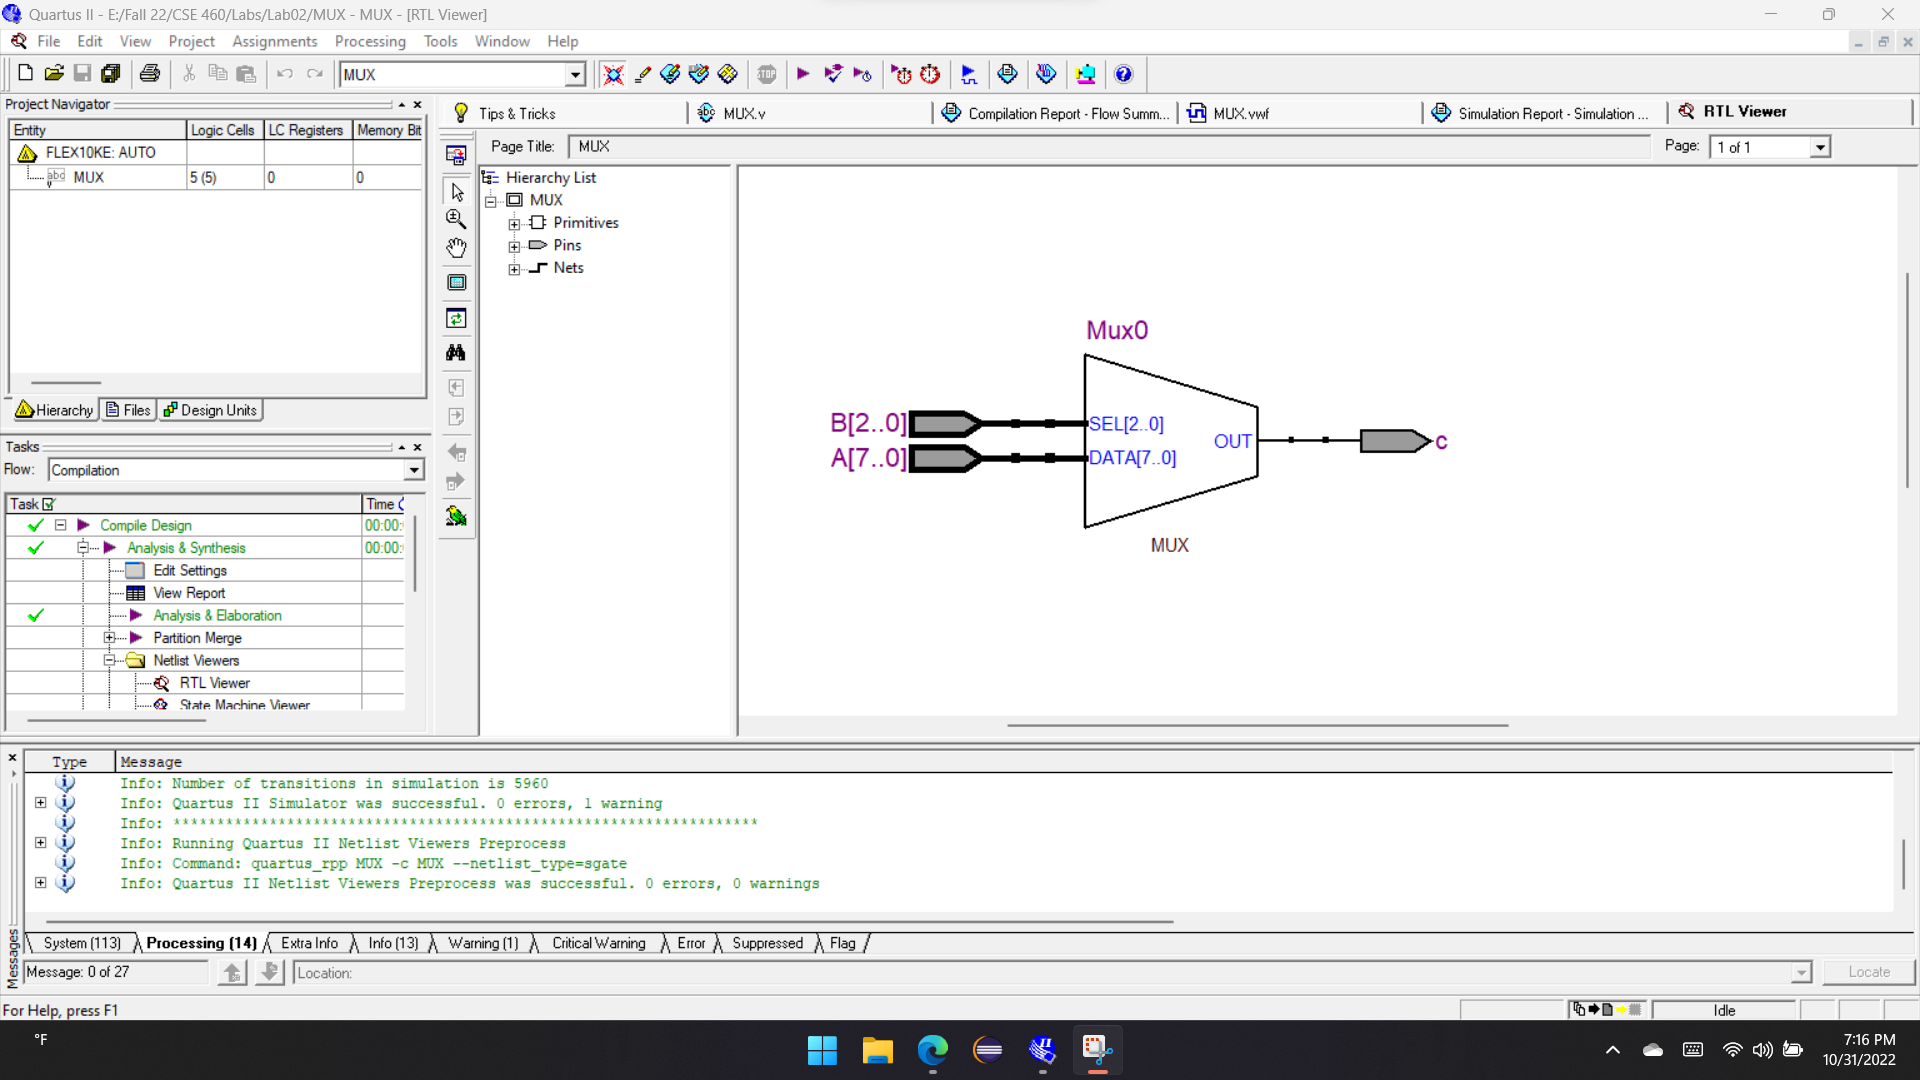 Quartus II - E:/Fall 22/CSE 460/Labs/Lab02/MUX - MUX - [RTL Viewer]
File Edit View Project Assignments Processing Tools Window Help
MUX
STOP
Project Navigator
Entity Logic Cells LC Registers Memory Bit
FLEX10KE: AUTO
abc MUX 5 (5) 0 0
Hierarchy Files Design Units
Tasks
Flow: Compilation
Task Time
Compile Design 00:00:
Analysis & Synthesis 00:00:
Edit Settings
View Report
Analysis & Elaboration
Partition Merge
Netlist Viewers
RTL Viewer
State Machine Viewer
Tips & Tricks
abc MUX.v
Compilation Report - Flow Summ...
MUX.vwf
Simulation Report - Simulation ...
RTL Viewer
Page Title: MUX
Page: 1 of 1
Hierarchy List
MUX
Primitives
Pins
Nets
Mux0
B[2..0] SEL[2..0]
OUT C
A[7..0] DATA[7..0]
MUX
Type Message
Info: Number of transitions in simulation is 5960
Info: Quartus II Simulator was successful. 0 errors, 1 warning
Info: *******************************************************************
Info: Running Quartus II Netlist Viewers Preprocess
Info: Command: quartus_rpp MUX -c MUX --netlist_type=sgate
Info: Quartus II Netlist Viewers Preprocess was successful. 0 errors, 0 warnings
System (113) Processing (14) Extra Info Info (13) Warning (1) Critical Warning Error Suppressed Flag
Messages
Message: 0 of 27 Location: Locate
For Help, press F1 Idle
°F
7:16 PM
10/31/2022